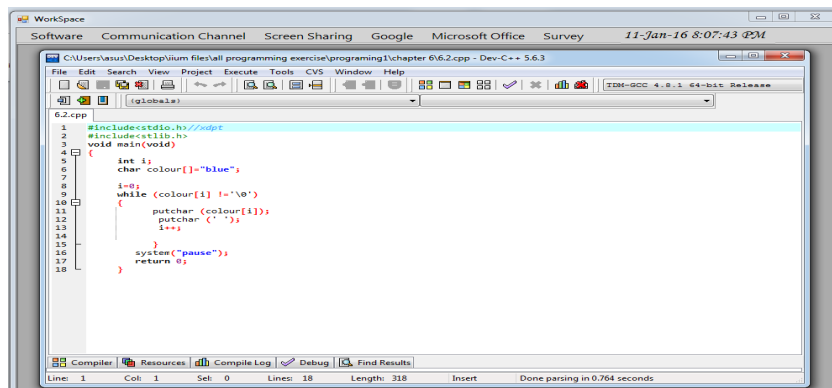 WorkSpace
Software Communication Channel Screen Sharing Google Microsoft Office Survey 11-Jan-16 8:07:43 PM
C:\Users\asus\Desktop\iium files\all programming exercise\programing1\chapter 6\6.2.cpp - Dev-C++ 5.6.3
File Edit Search View Project Execute Tools CVS Window Help
TDM-GCC 4.8.1 64-bit Release
(globals)
6.2.cpp
1 #include<stdio.h>//xdpt
2 #include<stlib.h>
3 void main(void)
4 {
5 int i;
6 char colour[]="blue";
7
8 i=0;
9 while (colour[i] !='\0')
10 {
11 putchar (colour[i]);
12 putchar (' ');
13 i++;
14
15 }
16 system("pause");
17 return 0;
18 }
Compiler Resources Compile Log Debug Find Results
Line: 1 Col: 1 Sel: 0 Lines: 18 Length: 318 Insert Done parsing in 0.764 seconds